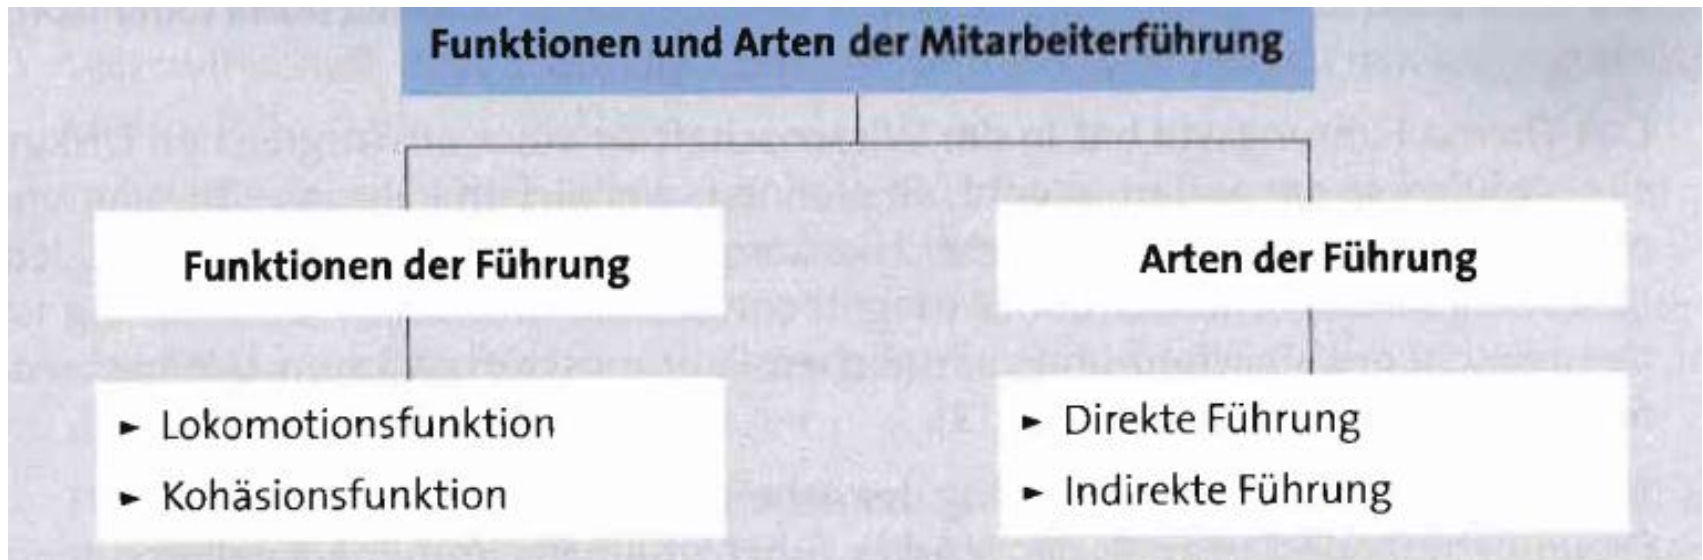 Funktionen und Arten der Mitarbeiterführung
Funktionen der Führung
► Lokomotionsfunktion
► Kohäsionsfunktion
Arten der Führung
► Direkte Führung
► Indirekte Führung